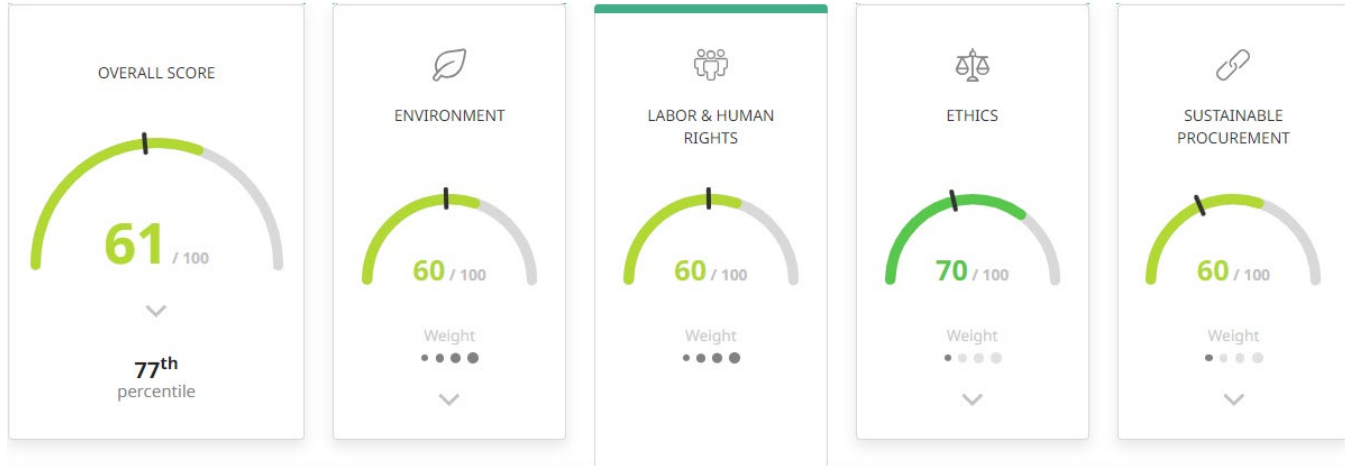 OVERALL SCORE
61 / 100
77th
percentile
ENVIRONMENT
60 / 100
Weight
LABOR & HUMAN
RIGHTS
60 / 100
Weight
ETHICS
70 / 100
Weight
SUSTAINABLE
PROCUREMENT
60 / 100
Weight